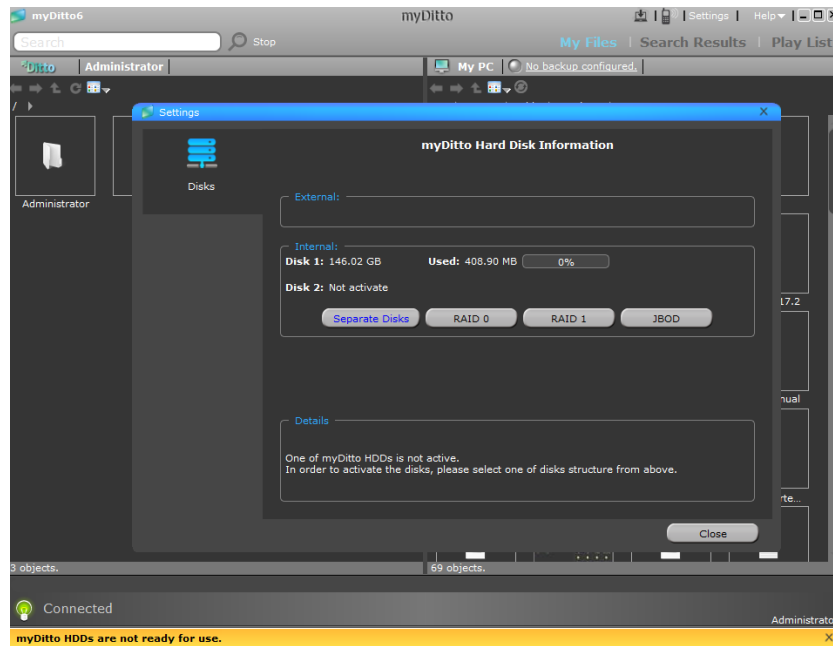 myDitto6
myDitto
Settings
Help
Search
Stop
My Files
Search Results
Play List
Ditto
Administrator
My PC
No backup configured.
/
Settings
X
Disks
myDitto Hard Disk Information
External:
Administrator
Internal:
Disk 1: 146.02 GB
Used: 408.90 MB
0%
Disk 2: Not activate
17.2
Separate Disks
RAID 0
RAID 1
JBOD
Details
One of myDitto HDDs is not active.
In order to activate the disks, please select one of disks structure from above.
Close
3 objects.
69 objects.
Connected
myDitto HDDs are not ready for use.
X